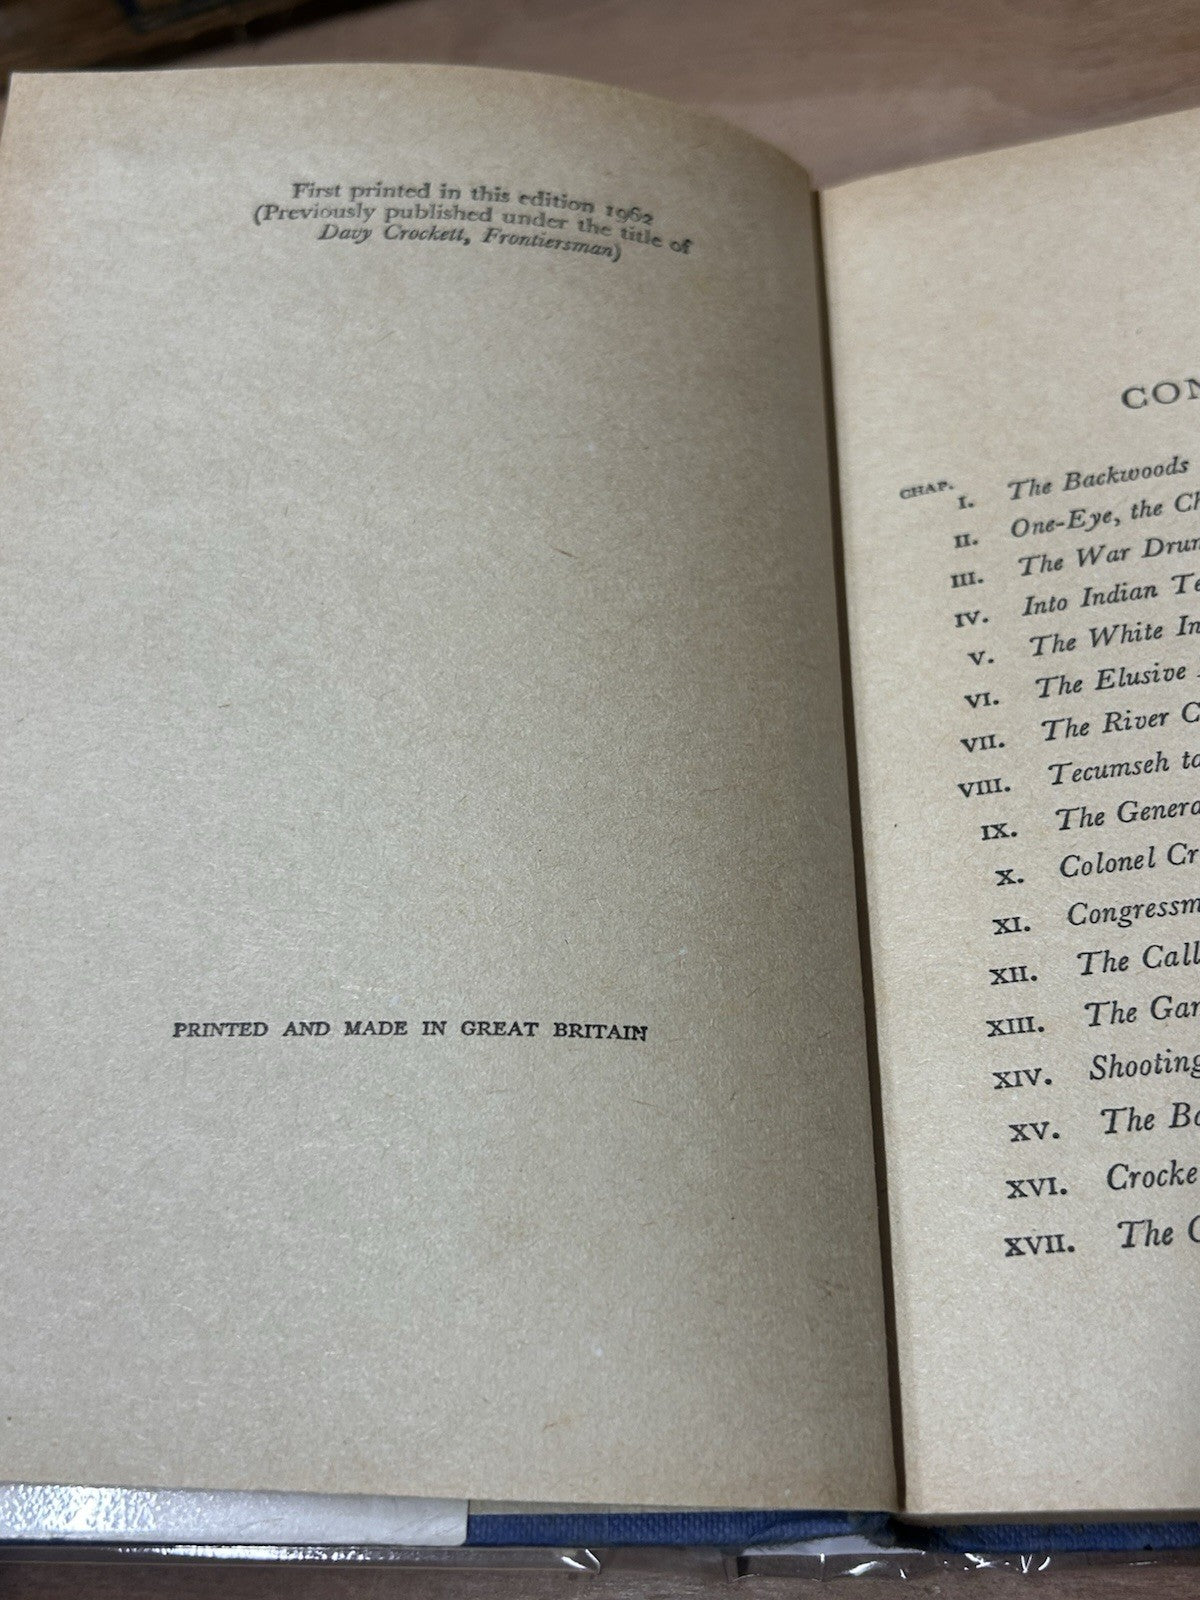 First printed in this edition 1962
(Previously published under the title of
Davy Crockett, Frontiersman)
PRINTED AND MADE IN GREAT BRITAIN
CON
CHAP.
I. The Backwoods
II. One-Eye, the Ch
III. The War Drum
IV. Into Indian Te
V. The White In
VI. The Elusive
VII. The River C
VIII. Tecumseh to
IX. The Genera
X. Colonel Cr
XI. Congressm
XII. The Call
XIII. The Gar
XIV. Shooting
XV. The Ba
XVI. Crocke
XVII. The